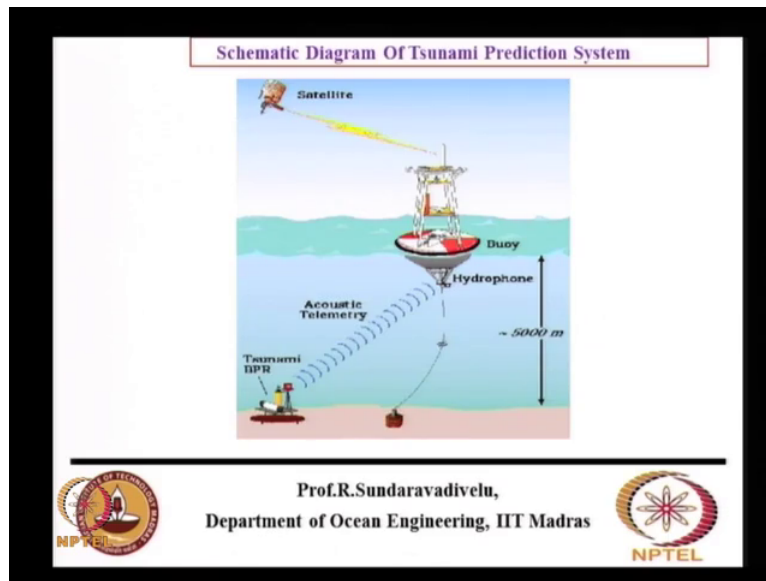 Schematic Diagram Of Tsunami Prediction System
Satellite
Buoy
Hydrophone
Acoustic
Telemetry
~ 5000 m
Tsunami
BPR
Prof.R.Sundaravadivelu,
Department of Ocean Engineering, IIT Madras
NPTEL
NPTEL